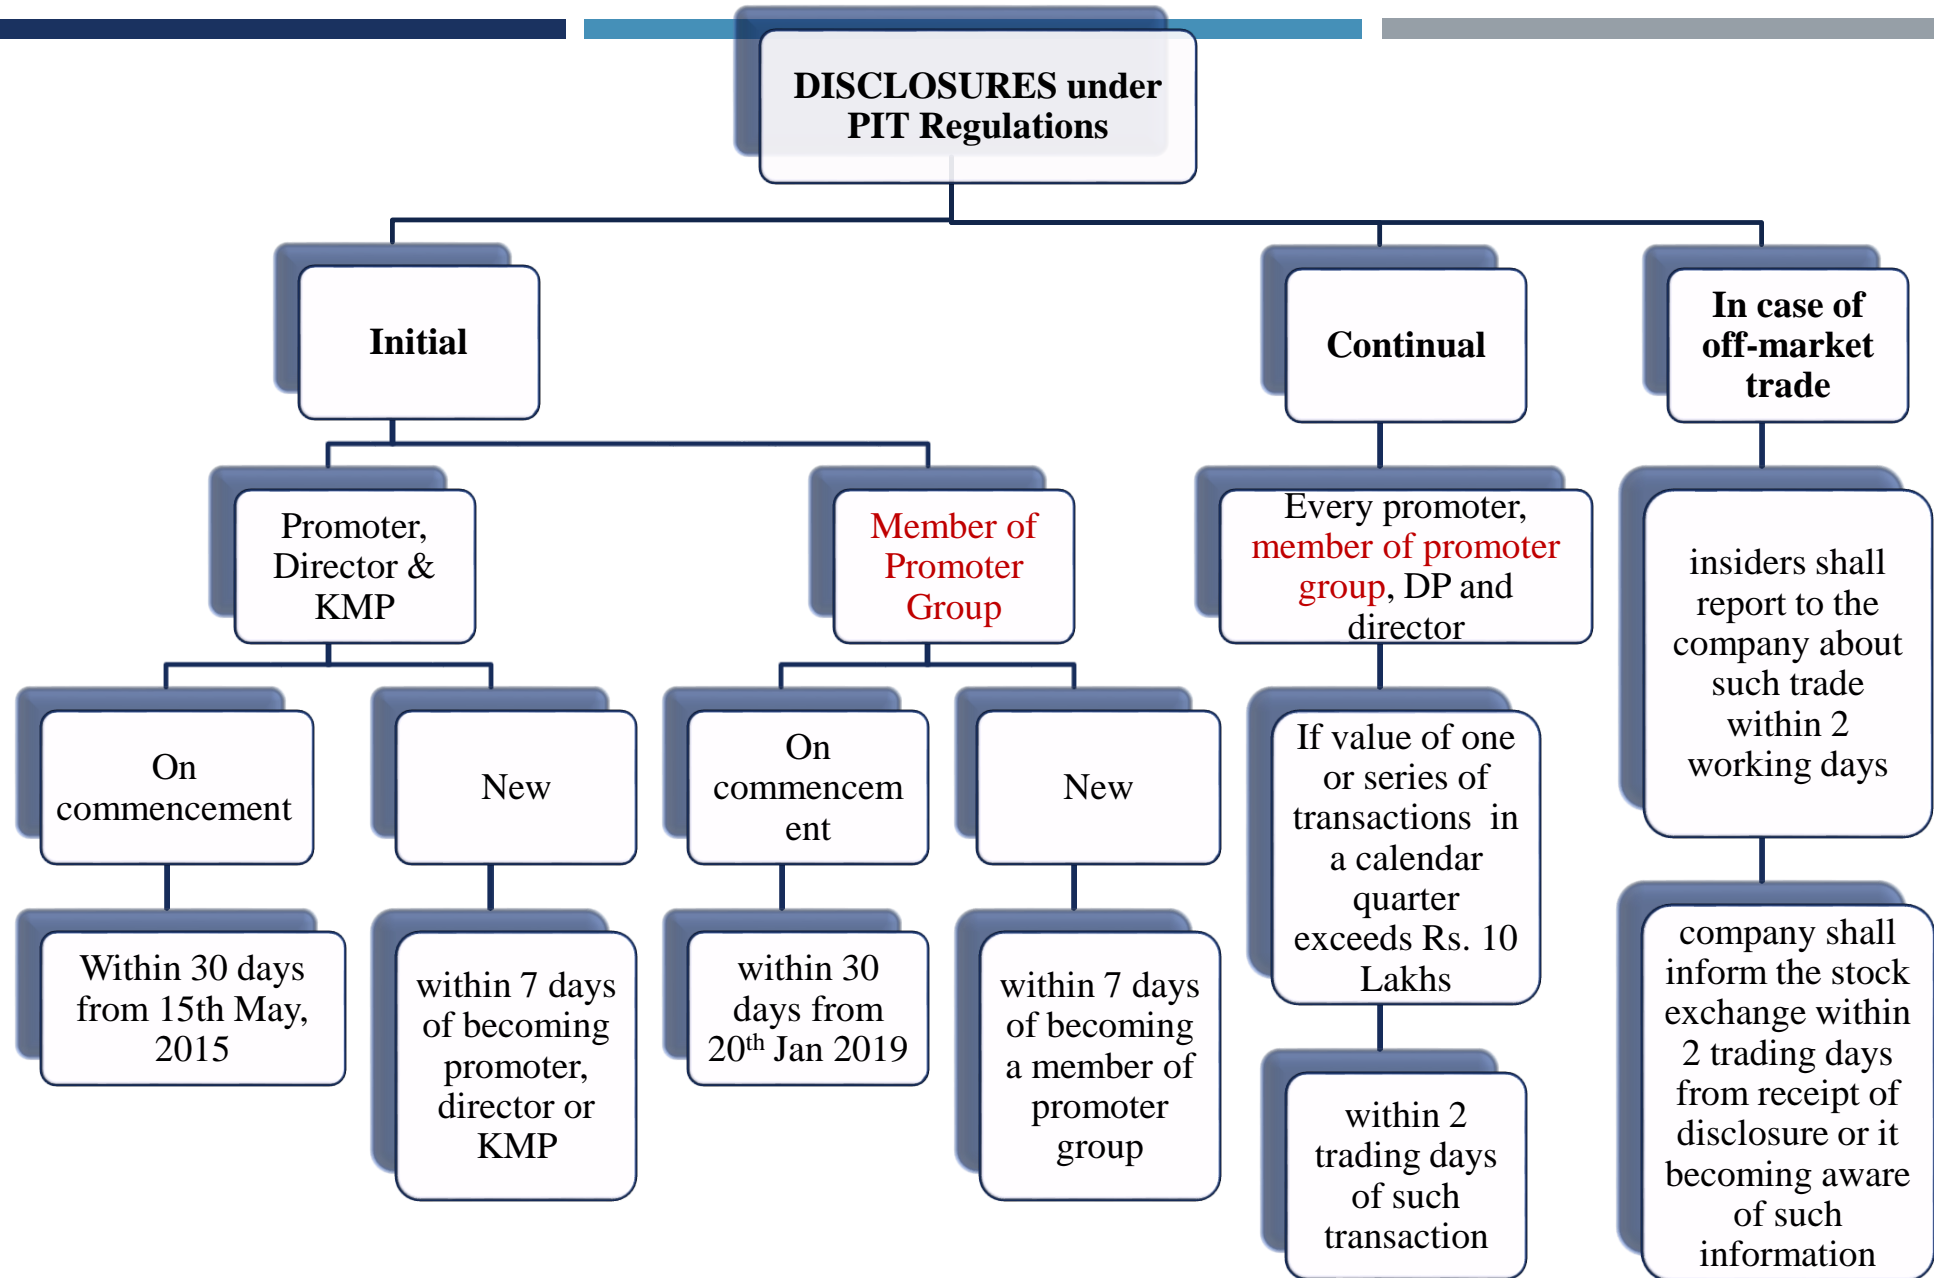 DISCLOSURES under
PIT Regulations
Initial
Promoter,
Director &
KMP
On
commencement
Within 30 days
from 15th May,
2015
New
within 7 days
of becoming
promoter,
director or
KMP
Member of
Promoter
Group
On
commencem
ent
within 30
days from
20th Jan 2019
New
within 7 days
of becoming
a member of
promoter
group
Continual
Every promoter,
member of promoter
group, DP and
director
If value of one
or series of
transactions in
a calendar
quarter
exceeds Rs. 10
Lakhs
within 2
trading days
of such
transaction
In case of
off-market
trade
insiders shall
report to the
company about
such trade
within 2
working days
company shall
inform the stock
exchange within
2 trading days
from receipt of
disclosure or it
becoming aware
of such
information